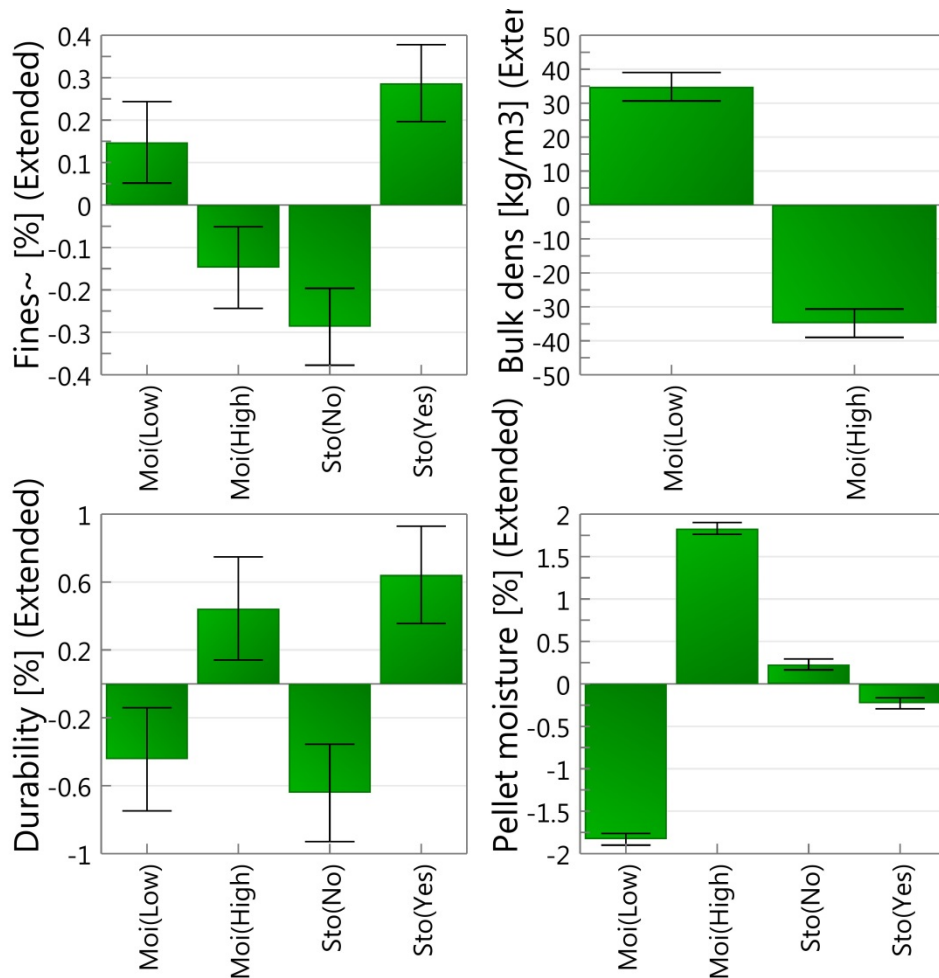 Fines~ [%] (Extended)
0.4
0.3
0.2
0.1
0
-0.1
-0.2
-0.3
-0.4
Moi(Low)
Moi(High)
Sto(No)
Sto(Yes)
Bulk dens [kg/m3] (Exter
50
40
30
20
10
0
-10
-20
-30
-40
-50
Moi(Low)
Moi(High)
Durability [%] (Extended)
1
0.6
0.2
-0.2
-0.6
-1
Moi(Low)
Moi(High)
Sto(No)
Sto(Yes)
Pellet moisture [%] (Extended)
2
1.5
1
0.5
0
-0.5
-1
-1.5
-2
Moi(Low)
Moi(High)
Sto(No)
Sto(Yes)